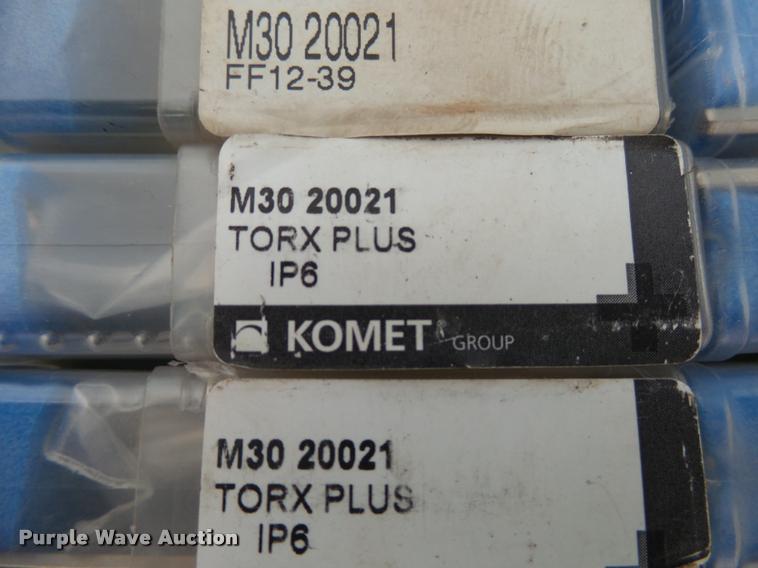 M30 20021
FF12-39
M30 20021
TORX PLUS
IP6
KOMET GROUP
M30 20021
TORX PLUS
IP6
Purple Wave Auction®